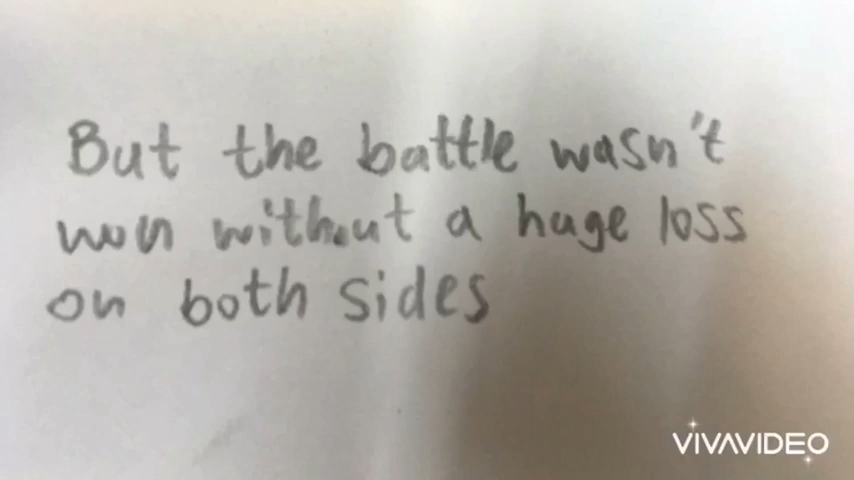 But the battle wasn't
won without a huge loss
on both sides
VIVAVIDEO